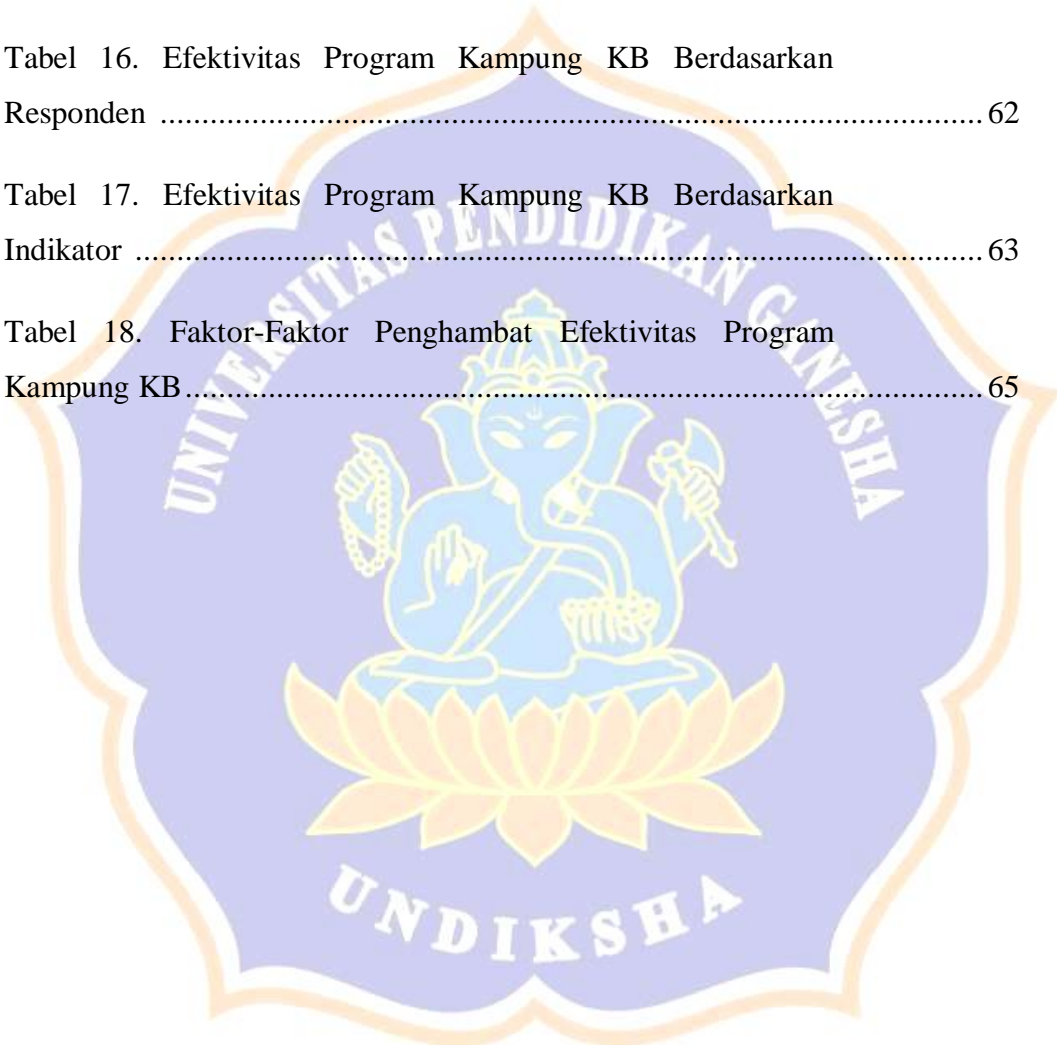 Tabel 16. Efektivitas Program Kampung KB Berdasarkan
Responden .................................................................................................... 62
Tabel 17. Efektivitas Program Kampung KB Berdasarkan
Indikator ....................................................................................................... 63
Tabel 18. Faktor-Faktor Penghambat Efektivitas Program
Kampung KB ................................................................................................. 65
UNIVERSITAS PENDIDIKAN GANESHA
UNDIKSHA